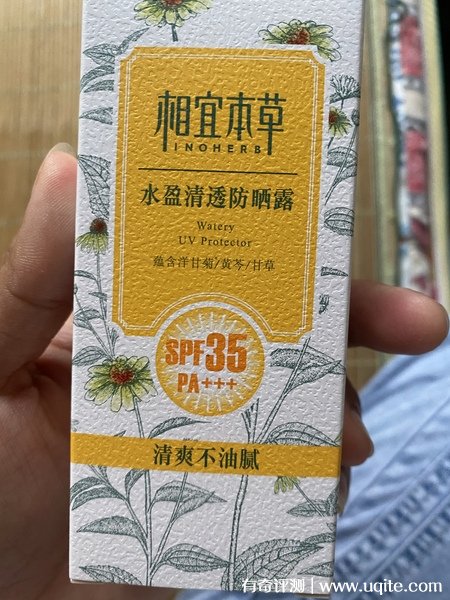 相宜本草
INOHERB
水盈清透防晒露
Watery
UV Protector
蕴含洋甘菊/黄芩/甘草
SPF35
PA+++
清爽不油腻
有奇评测 | www.uqite.com